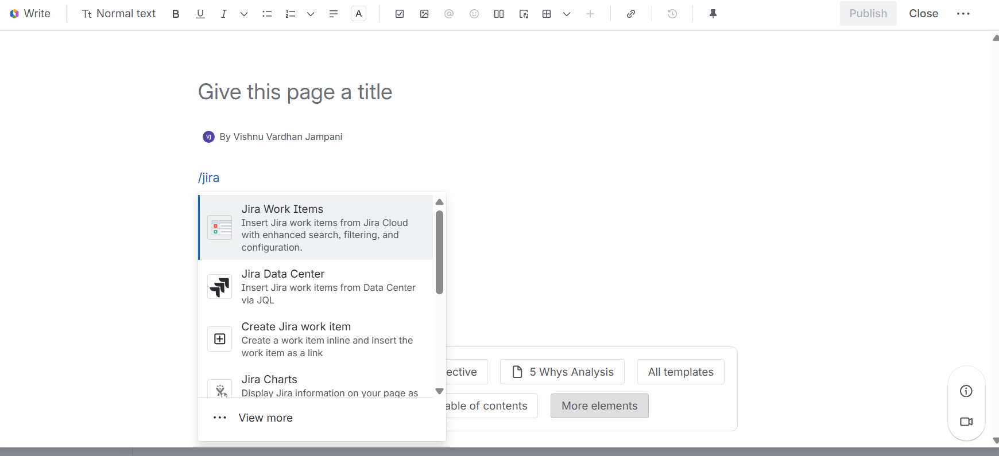 Write
Tt Normal text B U I A @ Publish Close
Give this page a title
VJ By Vishnu Vardhan Jampani
/jira
Jira Work Items
Insert Jira work items from Jira Cloud
with enhanced search, filtering, and
configuration.
Jira Data Center
Insert Jira work items from Data Center
via JQL
Create Jira work item
Create a work item inline and insert the
work item as a link
Jira Charts
Display Jira information on your page as
View more
ective 5 Whys Analysis All templates
able of contents More elements